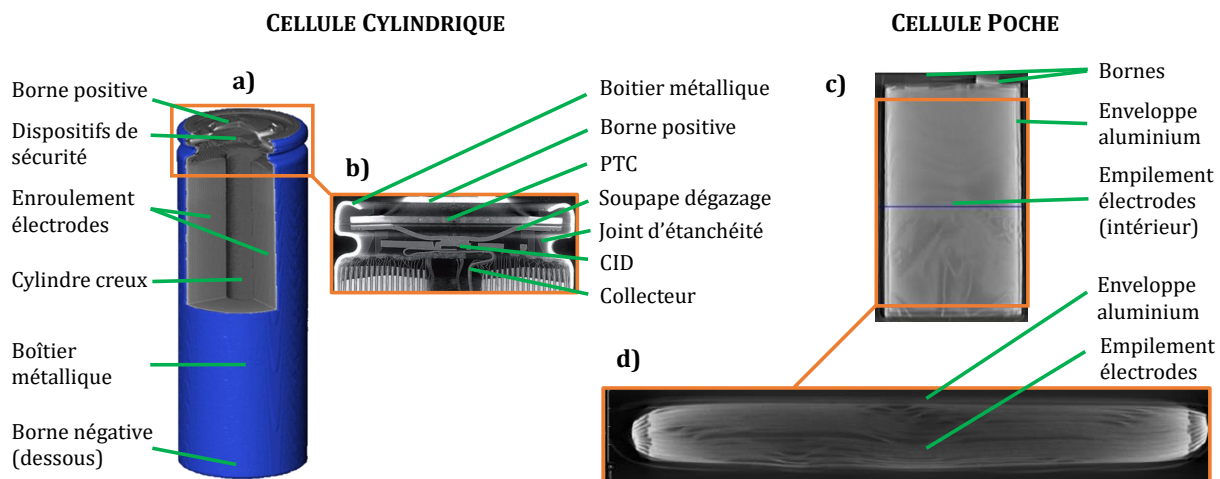 CELLULE CYLINDRIQUE
CELLULE POCHE
a)
Borne positive
Dispositifs de
sécurité
Enroulement
électrodes
Cylindre creux
Boîtier
métallique
Borne négative
(dessous)
b)
Boitier métallique
Borne positive
PTC
Soupape dégazage
Joint d'étanchéité
CID
Collecteur
c)
Bornes
Enveloppe
aluminium
Empilement
électrodes
(intérieur)
d)
Enveloppe
aluminium
Empilement
électrodes